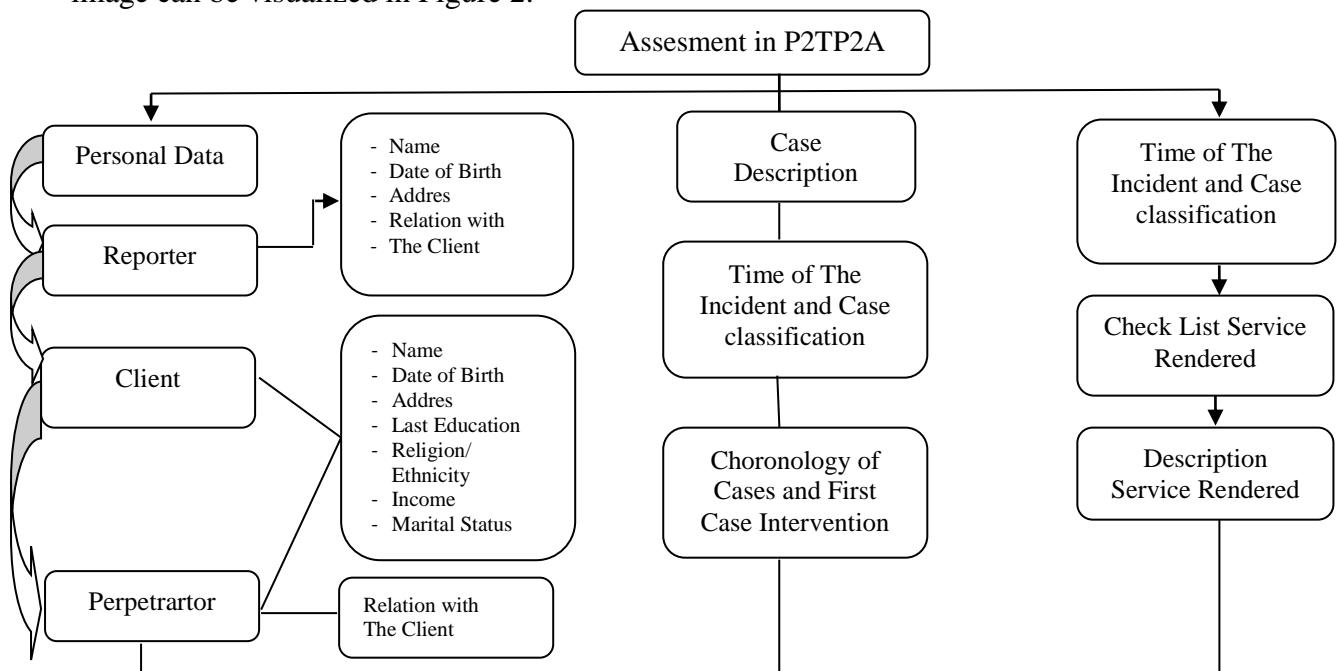 image can be visualized in Figure 2.
Assesment in P2TP2A
Personal Data
Reporter
Client
Perpetrartor
- Name
- Date of Birth
- Addres
- Relation with
- The Client
- Name
- Date of Birth
- Addres
- Last Education
- Religion/
Ethnicity
- Income
- Marital Status
Relation with
The Client
Case
Description
Time of The
Incident and Case
classification
Choronology of
Cases and First
Case Intervention
Time of The
Incident and Case
classification
Check List Service
Rendered
Description
Service Rendered